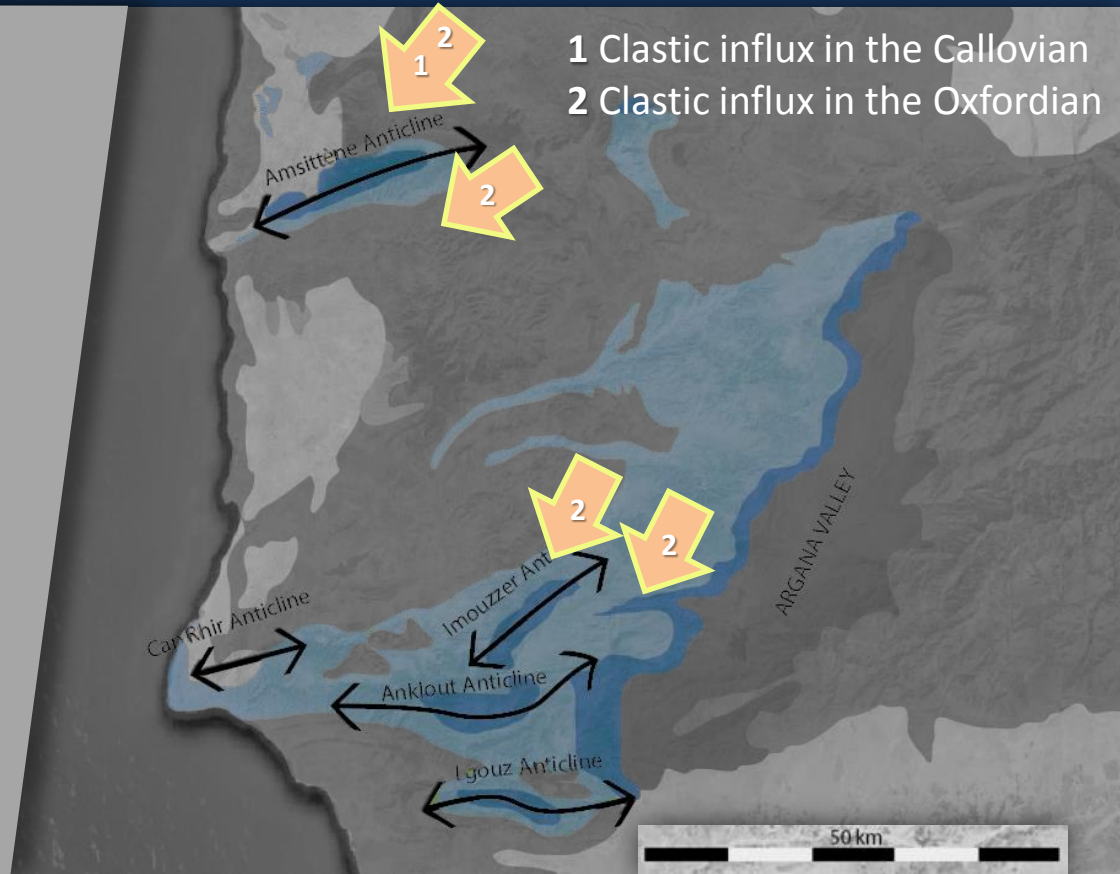 1 Clastic influx in the Callovian
2 Clastic influx in the Oxfordian
2
1
Amsittène Anticline
2
2
2
ARGANA VALLEY
Imouzzer Ant
Cap Rhir Anticline
Anklout Anticline
Lgouz Anticline
50 km